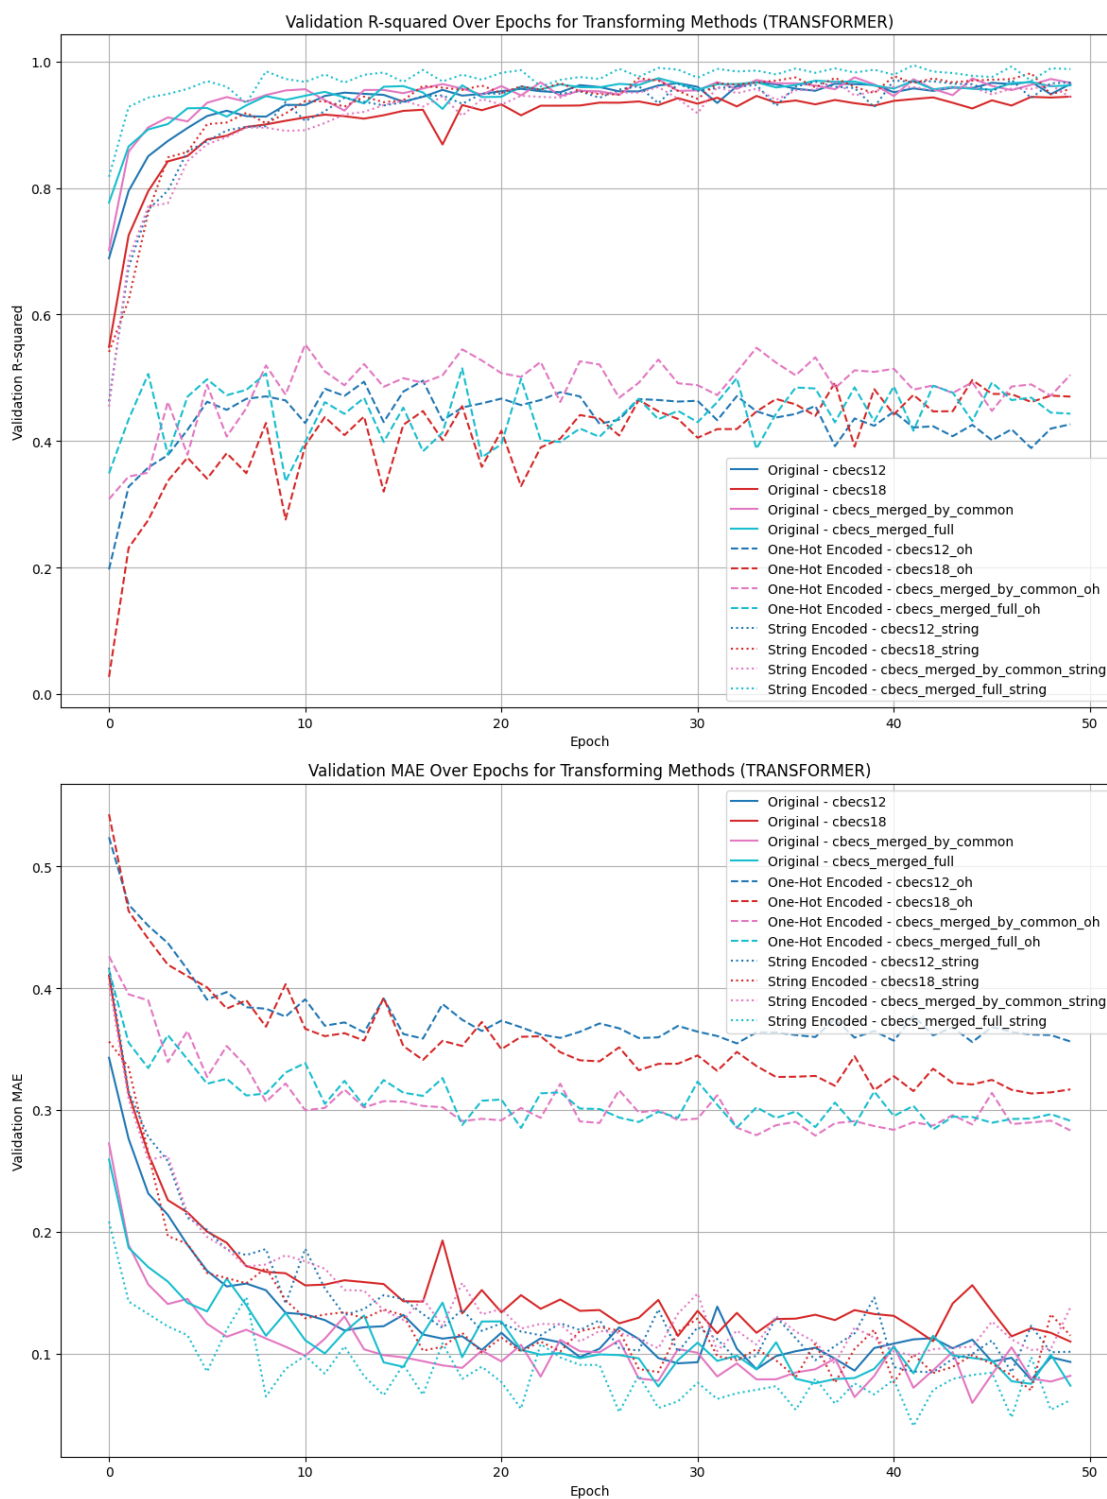 Validation R-squared Over Epochs for Transforming Methods (TRANSFORMER)
1.0
0.8
0.6
0.4
0.2
0.0
Validation R-squared
Original - cbecs12
Original - cbecs18
Original - cbecs_merged_by_common
Original - cbecs_merged_full
One-Hot Encoded - cbecs12_oh
One-Hot Encoded - cbecs18_oh
One-Hot Encoded - cbecs_merged_by_common_oh
One-Hot Encoded - cbecs_merged_full_oh
String Encoded - cbecs12_string
String Encoded - cbecs18_string
String Encoded - cbecs_merged_by_common_string
String Encoded - cbecs_merged_full_string
0 10 20 30 40 50
Epoch
Validation MAE Over Epochs for Transforming Methods (TRANSFORMER)
0.5
0.4
0.3
0.2
0.1
Validation MAE
Original - cbecs12
Original - cbecs18
Original - cbecs_merged_by_common
Original - cbecs_merged_full
One-Hot Encoded - cbecs12_oh
One-Hot Encoded - cbecs18_oh
One-Hot Encoded - cbecs_merged_by_common_oh
One-Hot Encoded - cbecs_merged_full_oh
String Encoded - cbecs12_string
String Encoded - cbecs18_string
String Encoded - cbecs_merged_by_common_string
String Encoded - cbecs_merged_full_string
0 10 20 30 40 50
Epoch